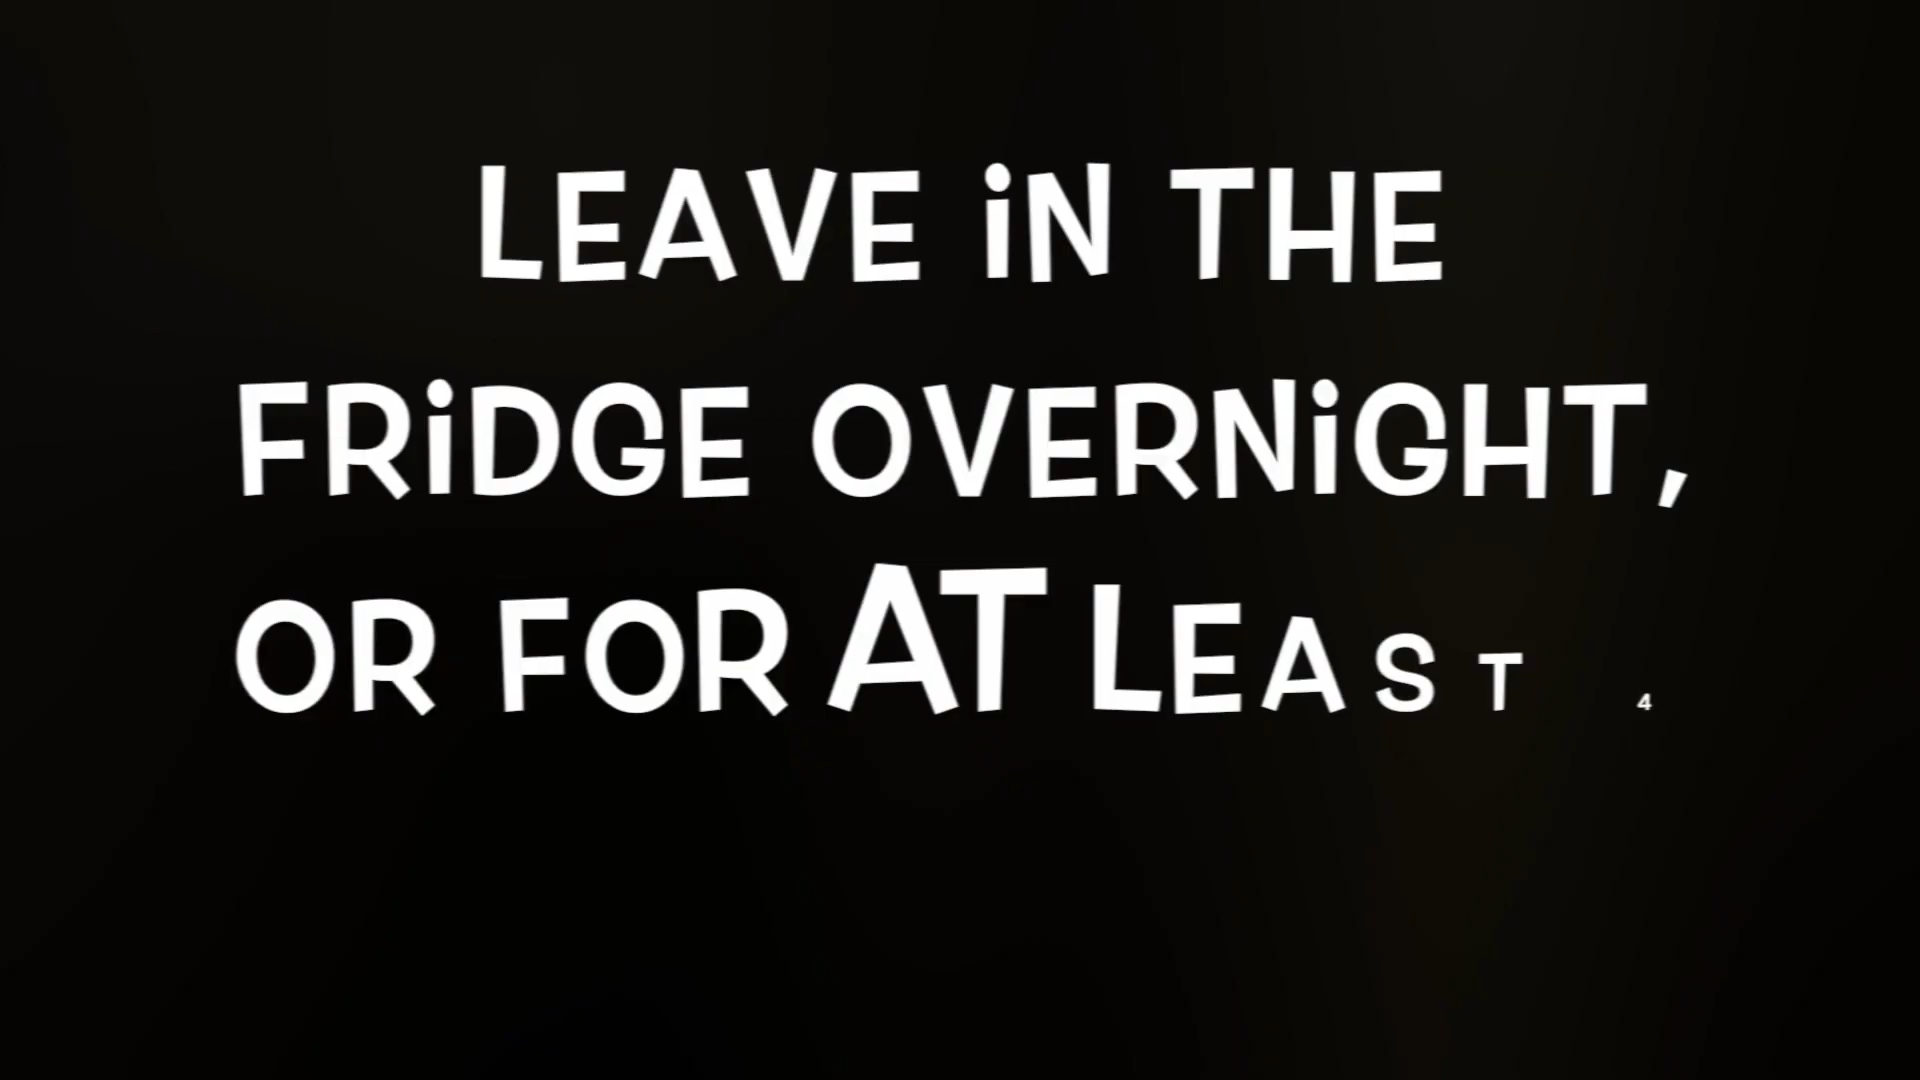 LEAVE iN THE
FRiDGE OVERNiGHT,
OR FOR AT LEAST 4